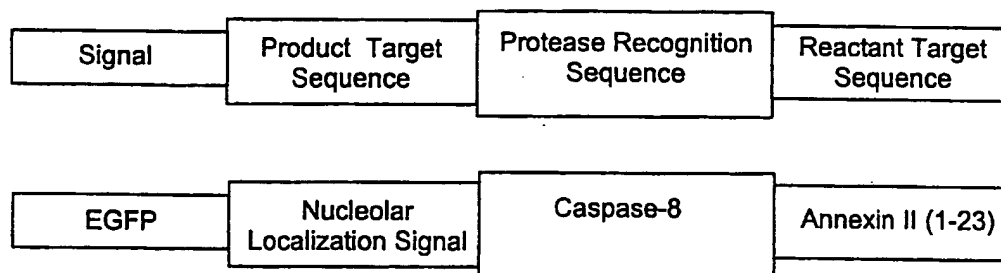 Signal
Product Target
Sequence
Protease Recognition
Sequence
Reactant Target
Sequence
EGFP
Nucleolar
Localization Signal
Caspase-8
Annexin II (1-23)